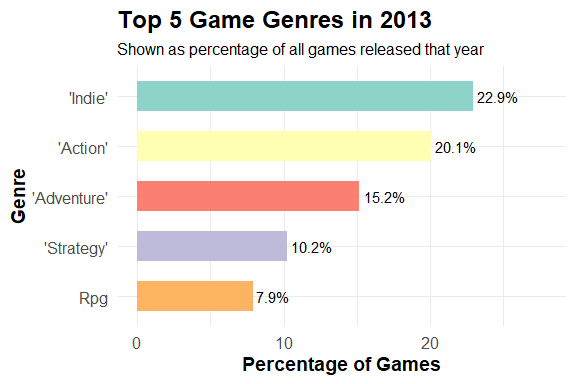 Top 5 Game Genres in 2013
Shown as percentage of all games released that year
Genre
'Indie'
22.9%
'Action'
20.1%
'Adventure'
15.2%
'Strategy'
10.2%
Rpg
7.9%
0 10 20
Percentage of Games